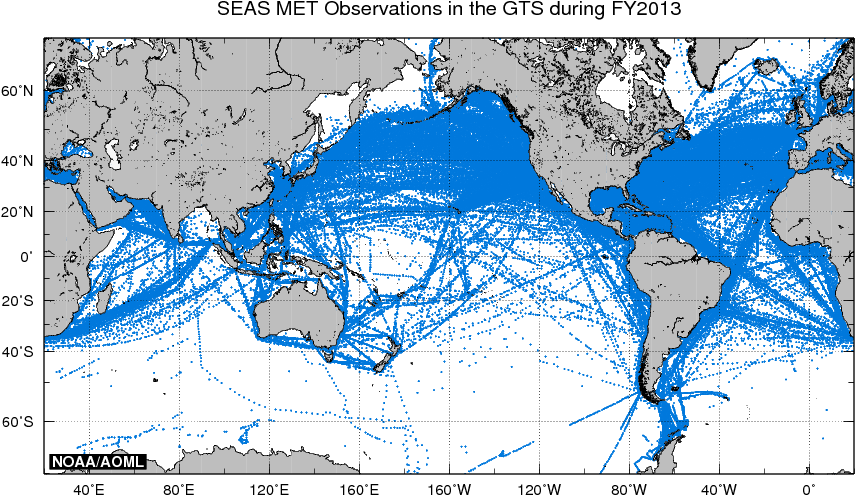 SEAS MET Observations in the GTS during FY2013
60°N
40°N
20°N
0°
20°S
40°S
60°S
NOAA/AOML
40°E 80°E 120°E 160°E 160°W 120°W 80°W 40°W 0°